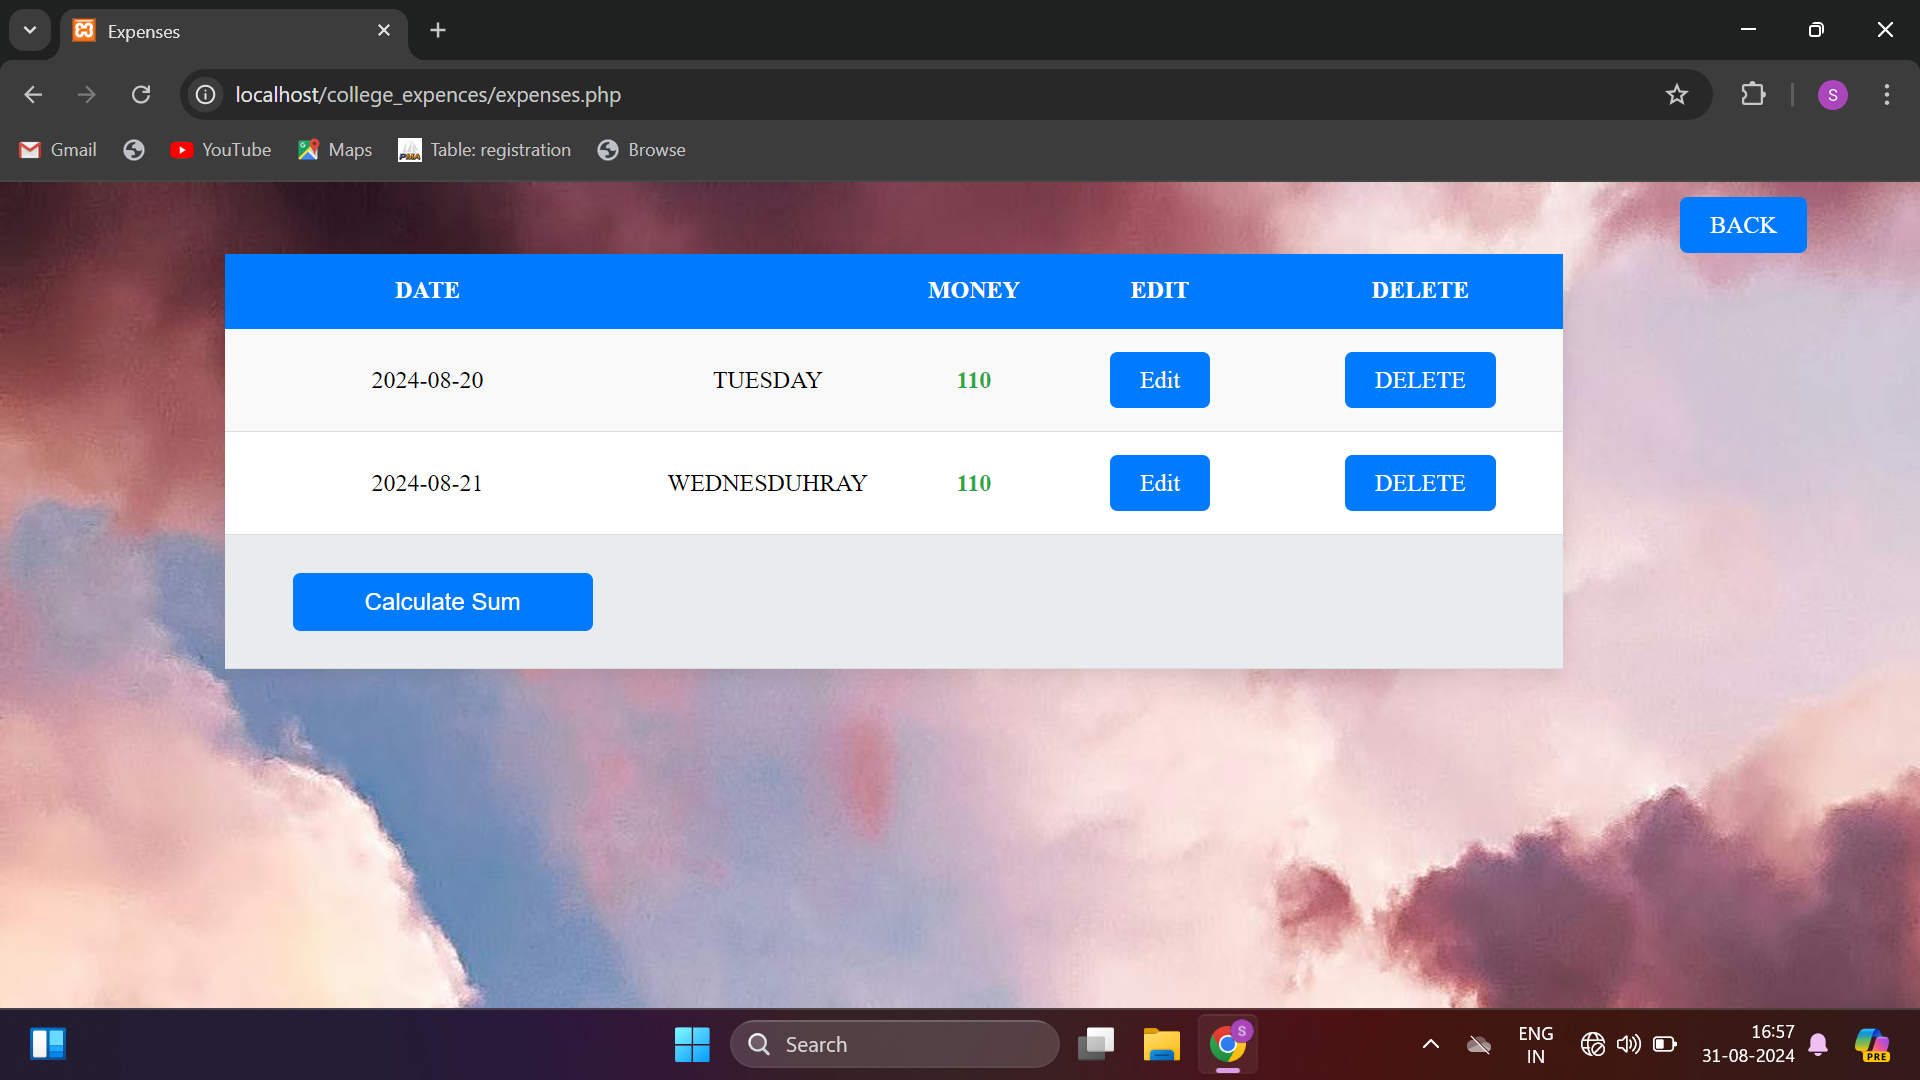 Expenses
localhost/college_expences/expenses.php
S
Gmail YouTube Maps PMA Table: registration Browse
BACK
DATE MONEY EDIT DELETE
2024-08-20 TUESDAY 110 Edit DELETE
2024-08-21 WEDNESDUHRAY 110 Edit DELETE
Calculate Sum
Search
S
ENG
IN
16:57
31-08-2024
PRE